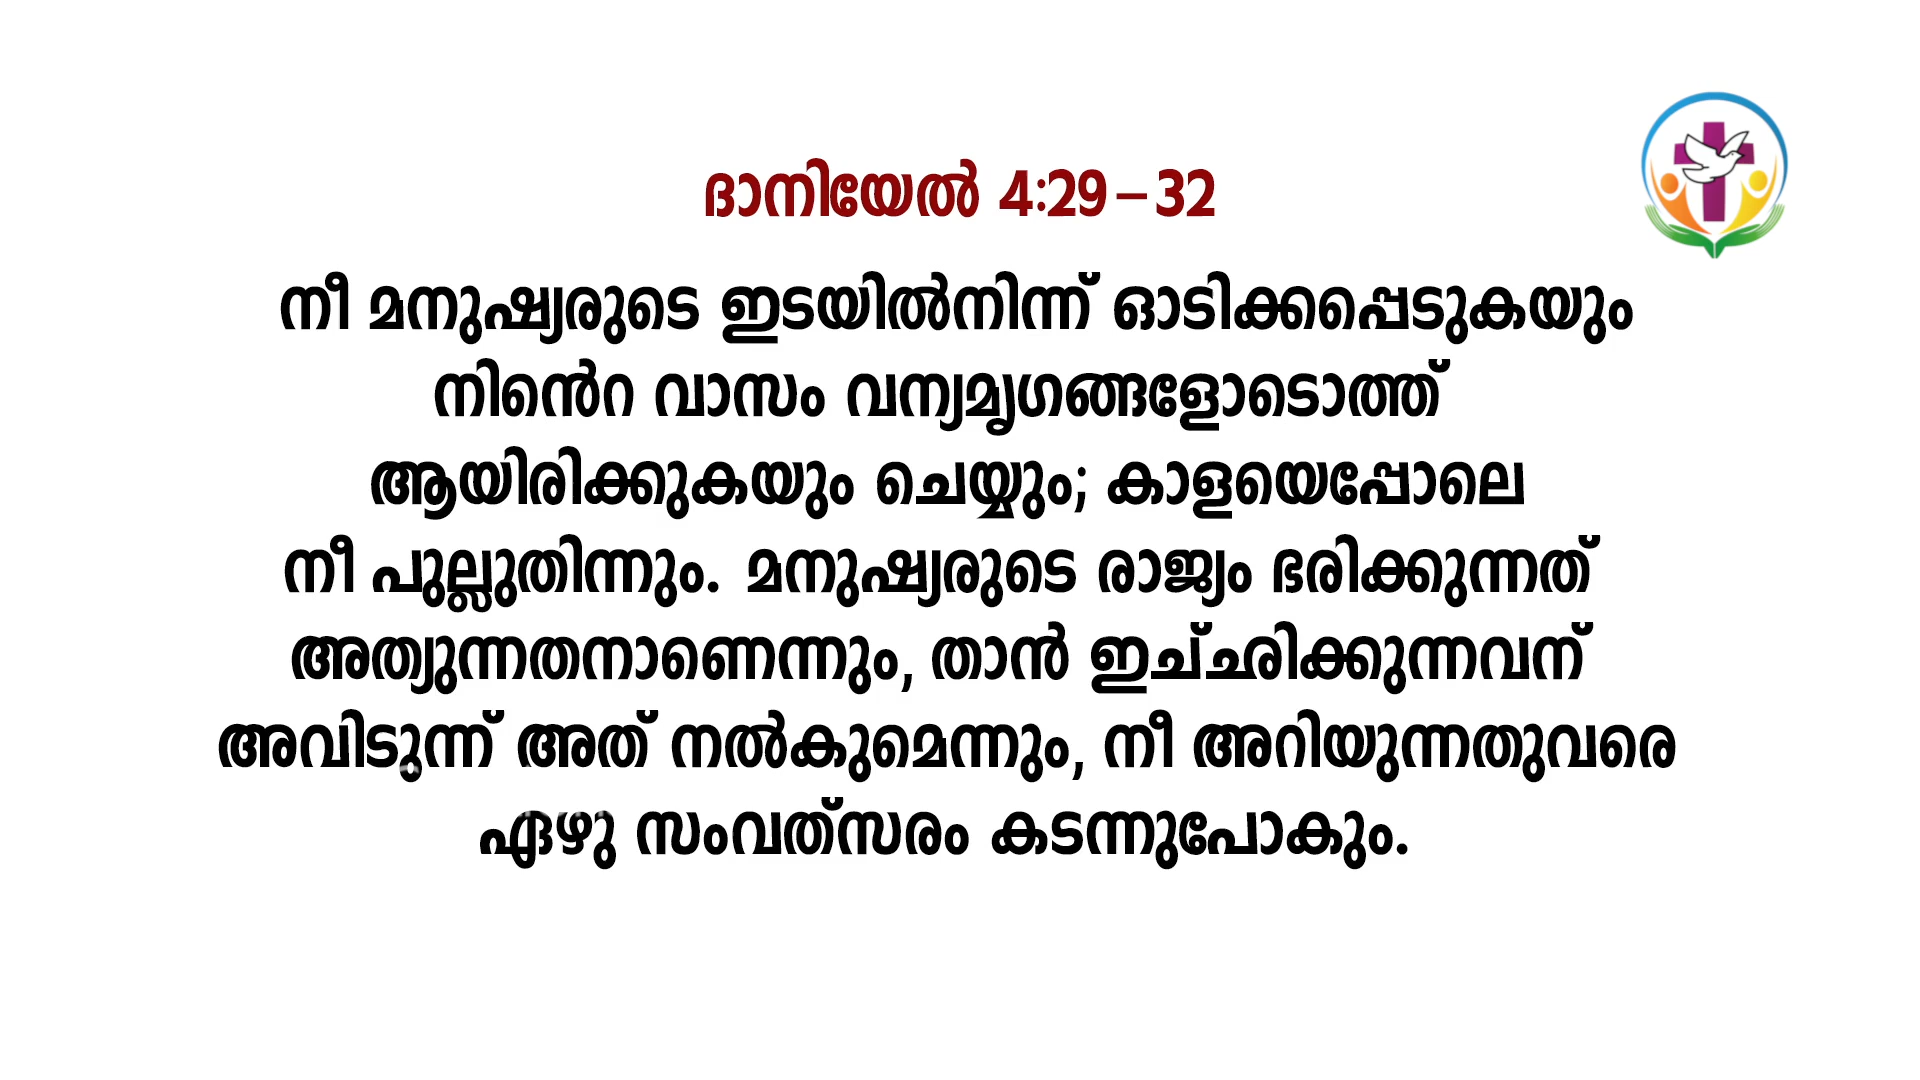 ദാനിയേൽ 4:29-32
നീ മനുഷ്യരുടെ ഇടയിൽനിന്ന് ഓടിക്കപ്പെടുകയും
നിൻെറ വാസം വന്യമൃഗങ്ങളോടൊത്ത്
ആയിരിക്കുകയും ചെയ്യും; കാളയെപ്പോലെ
നീ പുല്ലുതിന്നും. മനുഷ്യരുടെ രാജ്യം ഭരിക്കുന്നത്
അത്യുന്നതനാണെന്നും, താൻ ഇച്ഛിക്കുന്നവന്
അവിടുന്ന് അത് നൽകുമെന്നും, നീ അറിയുന്നതുവരെ
ഏഴു സംവത്സരം കടന്നുപോകും.